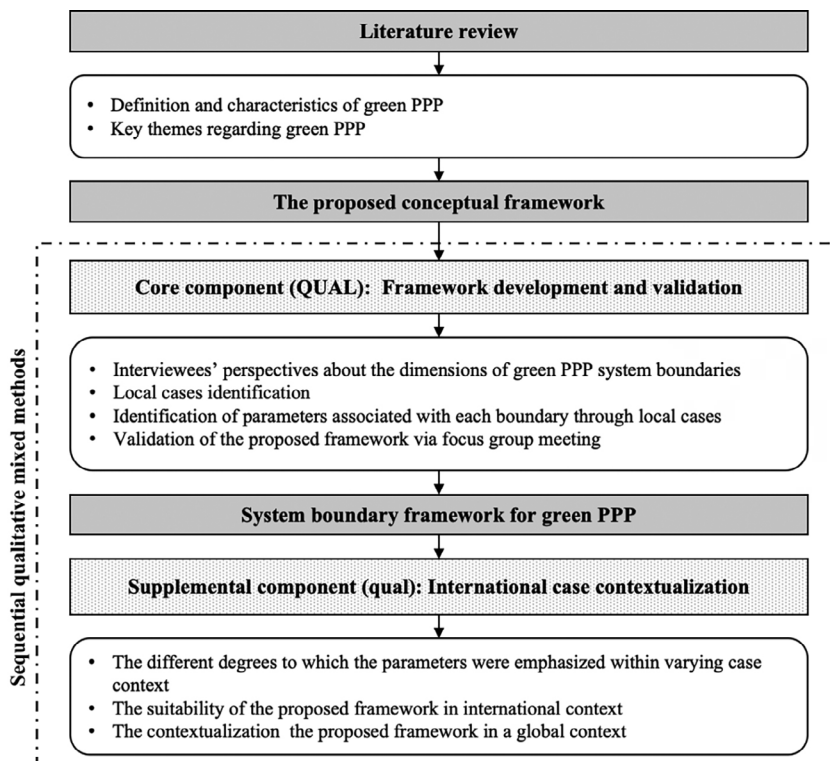 Literature review
• Definition and characteristics of green PPP
• Key themes regarding green PPP
The proposed conceptual framework
Sequential qualitative mixed methods
Core component (QUAL): Framework development and validation
• Interviewees' perspectives about the dimensions of green PPP system boundaries
• Local cases identification
• Identification of parameters associated with each boundary through local cases
• Validation of the proposed framework via focus group meeting
System boundary framework for green PPP
Supplemental component (qual): International case contextualization
• The different degrees to which the parameters were emphasized within varying case
context
• The suitability of the proposed framework in international context
• The contextualization the proposed framework in a global context